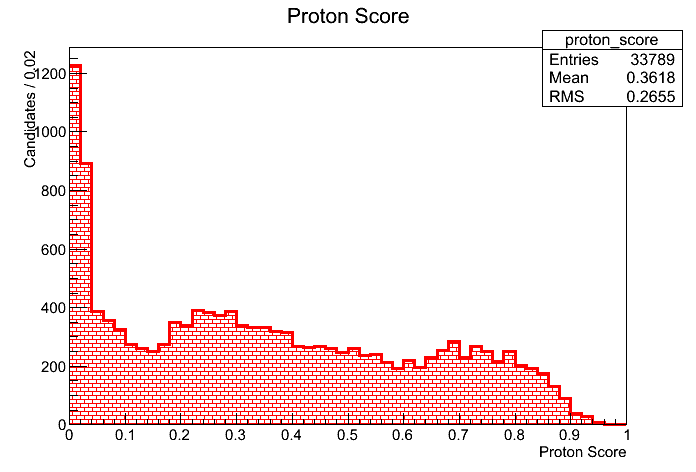 Proton Score
proton_score
Entries 33789
Mean 0.3618
RMS 0.2655
Candidates / 0.02
1200
1000
800
600
400
200
0
0 0.1 0.2 0.3 0.4 0.5 0.6 0.7 0.8 0.9 1
Proton Score